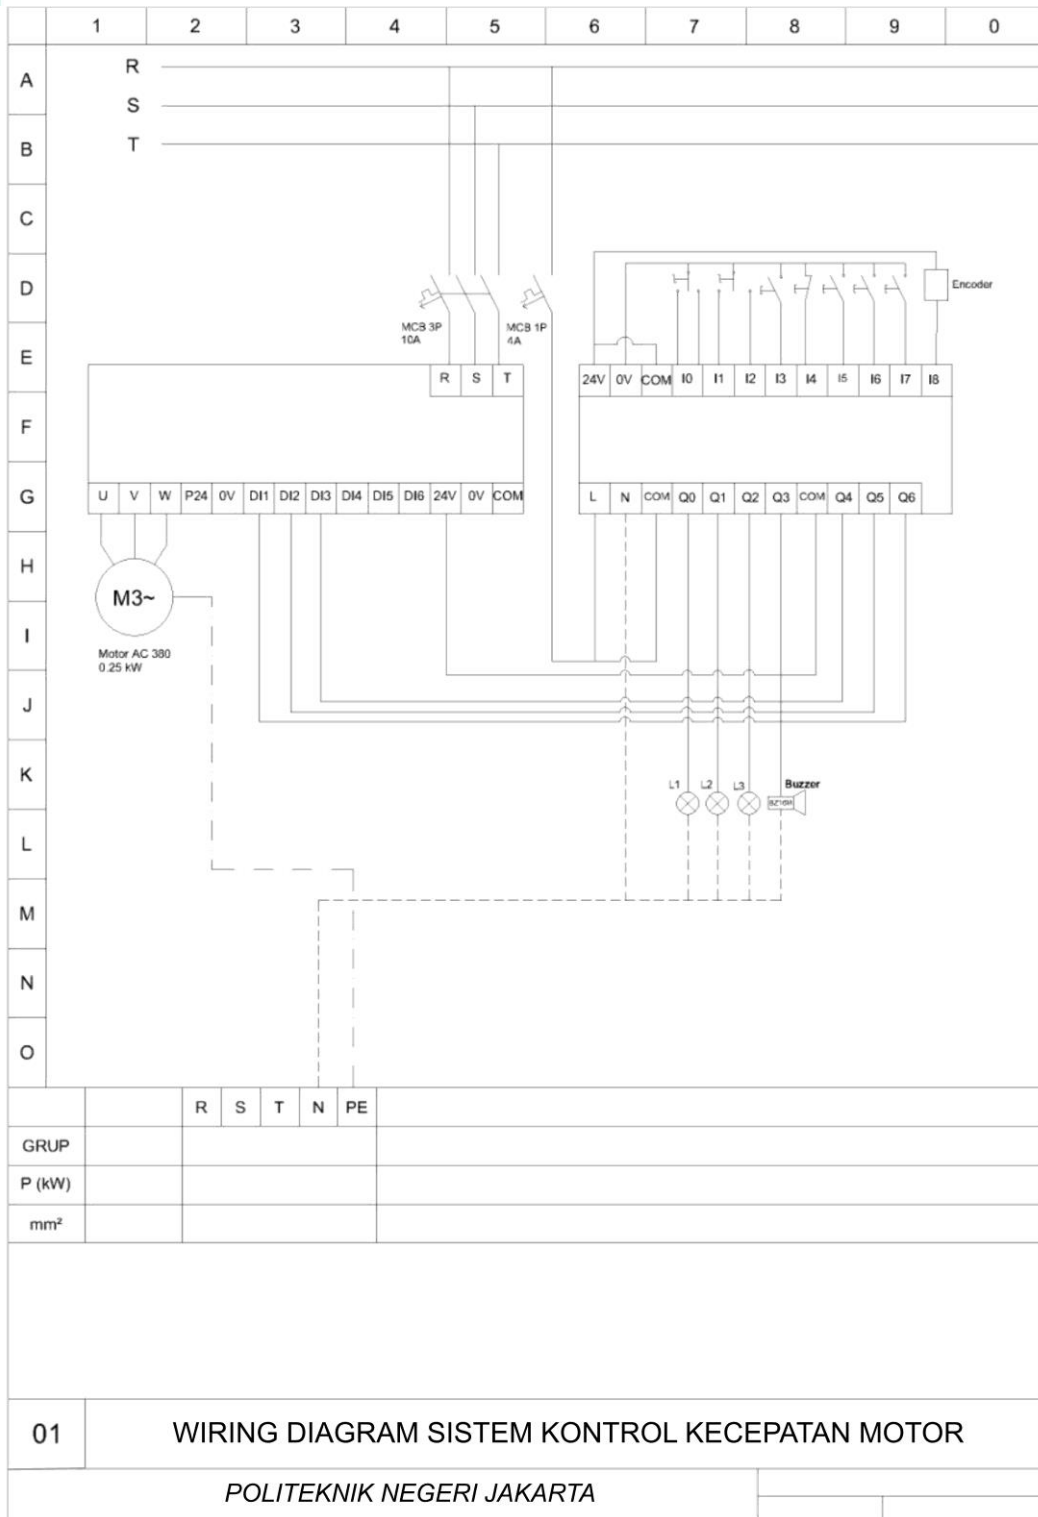 1 2 3 4 5 6 7 8 9 0
A
R
S
B
T
C
D
Encoder
MCB 3P
10A
MCB 1P
4A
E
R S T
24V 0V COM I0 I1 I2 I3 I4 I5 I6 I7 I8
F
G
U V W P24 0V DI1 DI2 DI3 DI4 DI5 DI6 24V 0V COM
L N COM Q0 Q1 Q2 Q3 COM Q4 Q5 Q6
H
M3~
I
Motor AC 380
0.25 kW
J
K
L1 L2 L3 Buzzer
L
M
N
O
R S T N PE
GRUP
P (kW)
mm²
01
WIRING DIAGRAM SISTEM KONTROL KECEPATAN MOTOR
POLITEKNIK NEGERI JAKARTA